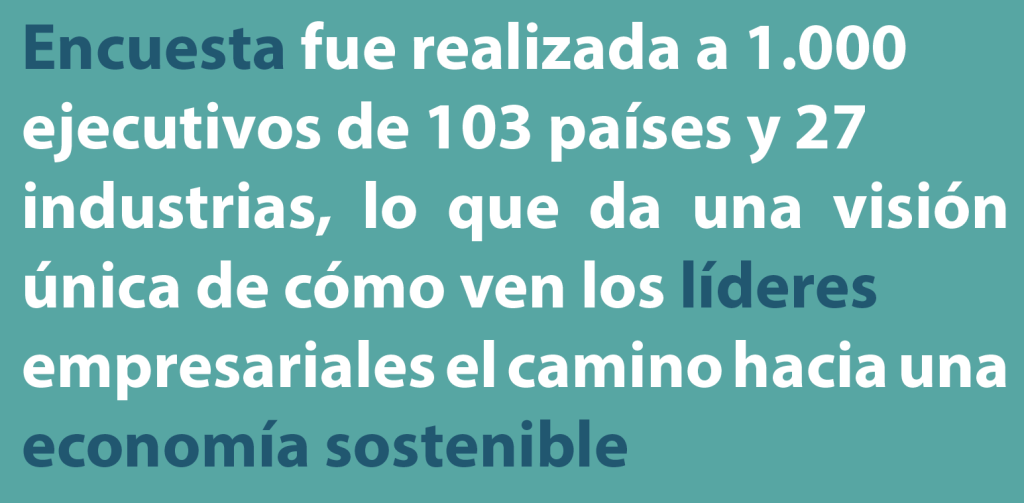 Encuesta fue realizada a 1.000
ejecutivos de 103 países y 27
industrias, lo que da una visión
única de cómo ven los líderes
empresariales el camino hacia una
economía sostenible